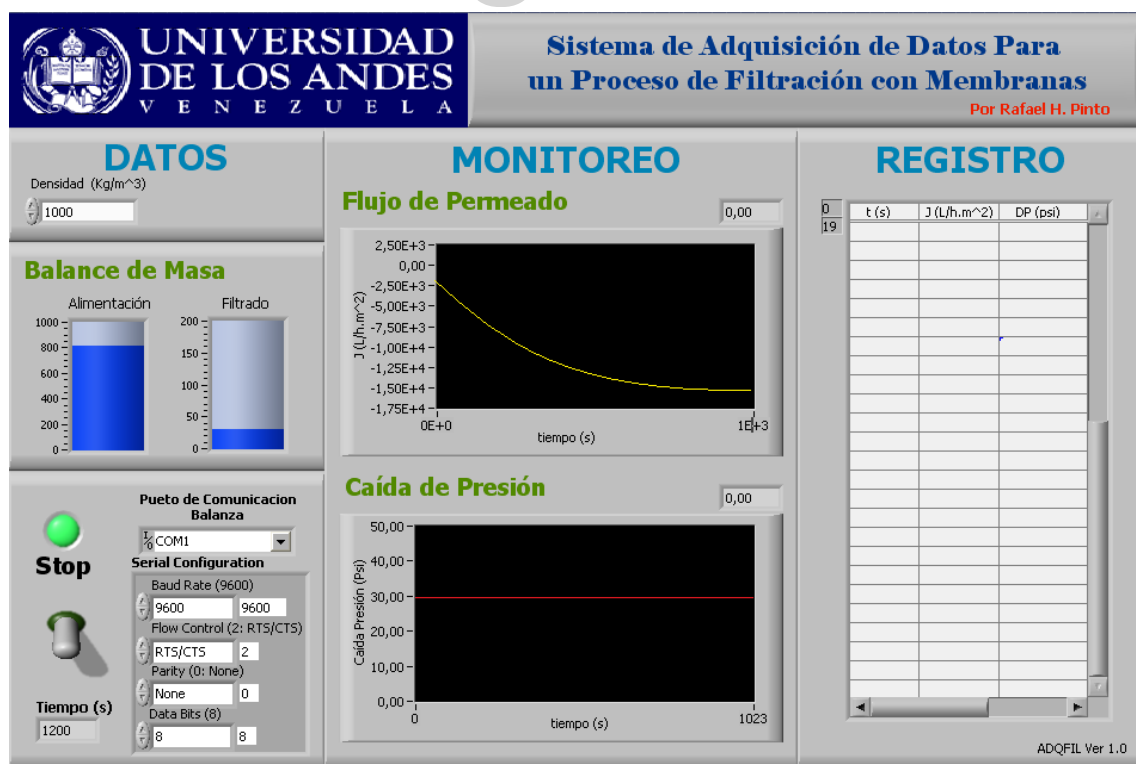 UNIVERSIDAD
DE LOS ANDES
VENEZUELA
Sistema de Adquisición de Datos Para
un Proceso de Filtración con Membranas
Por Rafael H. Pinto
DATOS
Densidad (Kg/m^3)
1000
Balance de Masa
Alimentación
1000
800
600
400
200
0
Filtrado
200
150
100
50
0
Pueto de Comunicacion
Balanza
COM1
Stop
Serial Configuration
Baud Rate (9600)
9600 9600
Flow Control (2: RTS/CTS)
RTS/CTS 2
Parity (0: None)
None 0
Data Bits (8)
8 8
Tiempo (s)
1200
MONITOREO
Flujo de Permeado
0,00
J (L/h.m^2)
2,50E+3
0,00
-2,50E+3
-5,00E+3
-7,50E+3
-1,00E+4
-1,25E+4
-1,50E+4
-1,75E+4
0E+0 1E+3
tiempo (s)
Caída de Presión
0,00
Caída Presión (Psi)
50,00
40,00
30,00
20,00
10,00
0,00
0 1023
tiempo (s)
REGISTRO
0
19
t (s) J (L/h.m^2) DP (psi)
ADQFIL Ver 1.0